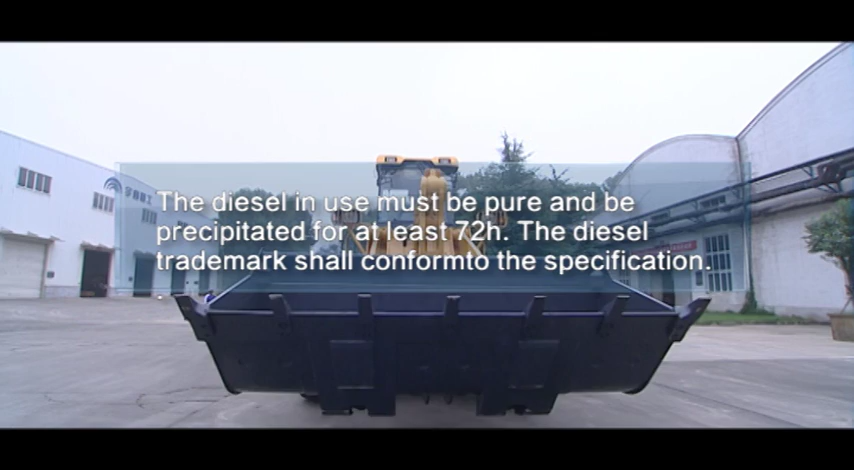 The diesel in use must be pure and be
precipitated for at least 72h. The diesel
trademark shall conformto the specification.
.